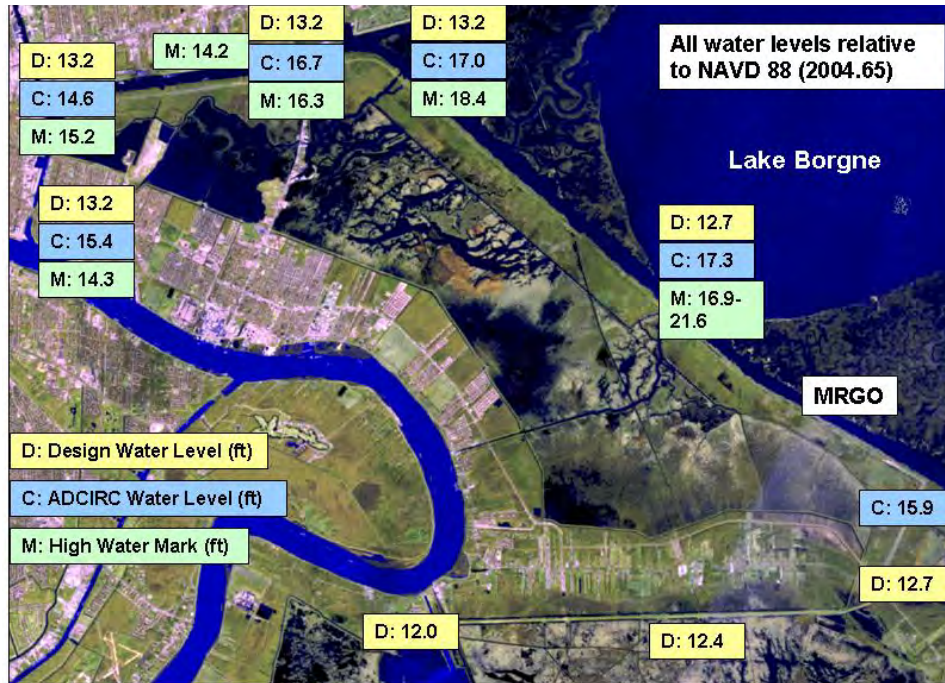 D: 13.2
C: 14.6
M: 15.2
M: 14.2
D: 13.2
C: 16.7
M: 16.3
D: 13.2
C: 17.0
M: 18.4
All water levels relative
to NAVD 88 (2004.65)
Lake Borgne
D: 13.2
C: 15.4
M: 14.3
D: 12.7
C: 17.3
M: 16.9-
21.6
MRGO
D: Design Water Level (ft)
C: ADCIRC Water Level (ft)
M: High Water Mark (ft)
C: 15.9
D: 12.7
D: 12.0
D: 12.4